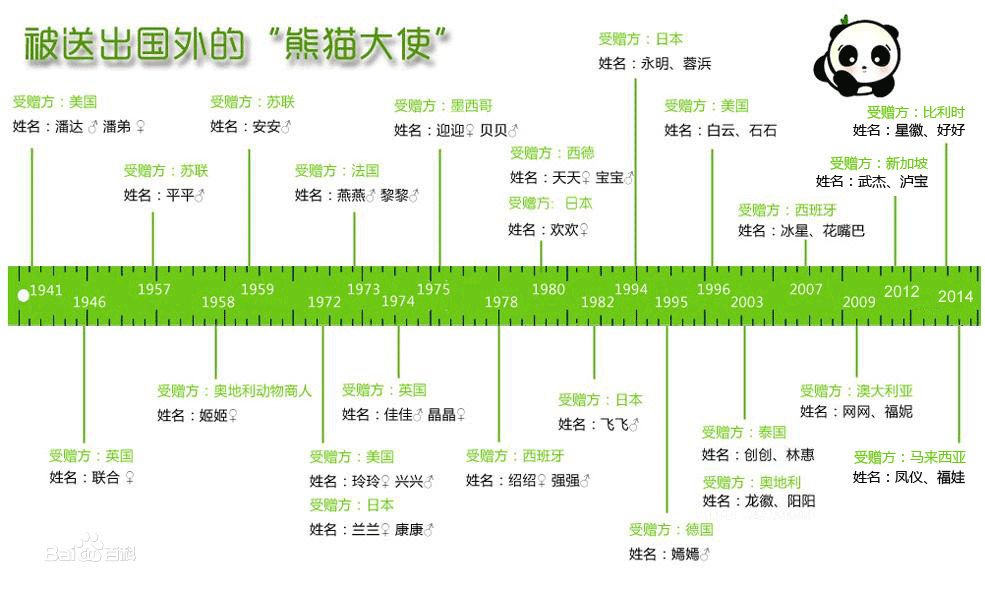 被送出国外的“熊猫大使”
受赠方：日本
姓名：永明、蓉浜
受赠方：美国
姓名：潘达♂ 潘弟 ♀
受赠方：苏联
姓名：安安♂
受赠方：墨西哥
姓名：迎迎♀ 贝贝♂
受赠方：美国
姓名：白云、石石
受赠方：比利时
姓名：星徽、好好
受赠方：苏联
姓名：平平♂
受赠方：法国
姓名：燕燕♂ 黎黎♂
受赠方：西德
姓名：天天♀ 宝宝♂
受赠方：日本
姓名：欢欢♀
受赠方：新加坡
姓名：武杰、泸宝
受赠方：西班牙
姓名：冰星、花嘴巴
1941
1946
1957
1958
1959
1972
1973
1974
1975
1978
1980
1982
1994
1995
1996
2003
2007
2009
2012
2014
受赠方：奥地利动物商人
姓名：姬姬♀
受赠方：英国
姓名：佳佳♂ 晶晶♀
受赠方：日本
姓名：飞飞♂
受赠方：澳大利亚
姓名：网网、福妮
受赠方：英国
姓名：联合 ♀
受赠方：美国
姓名：玲玲♀ 兴兴♂
受赠方：日本
姓名：兰兰♀ 康康♂
受赠方：西班牙
姓名：绍绍♀ 强强♂
受赠方：泰国
姓名：创创、林惠
受赠方：奥地利
姓名：龙徽、阳阳
受赠方：马来西亚
姓名：凤仪、福娃
受赠方：德国
姓名：嫣嫣♂
Baidu百科